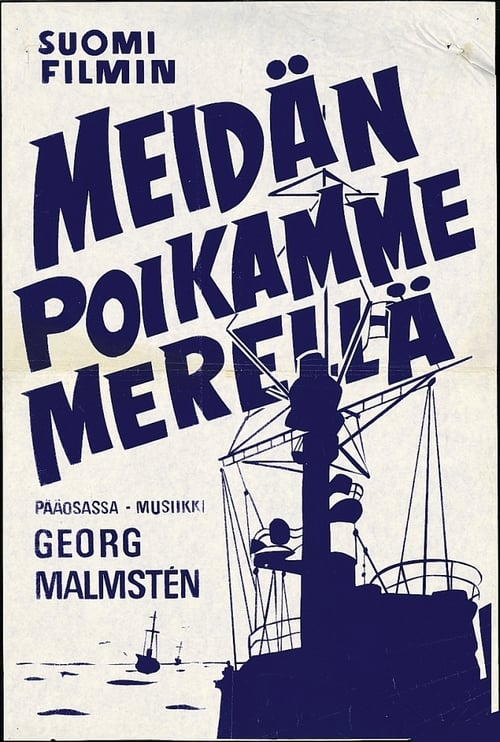 SUOMI
FILMIN
MEIDÄN
POIKAMME
MERELLÄ
PÄÄOSASSA - MUSIIKKI
GEORG
MALMSTÉN